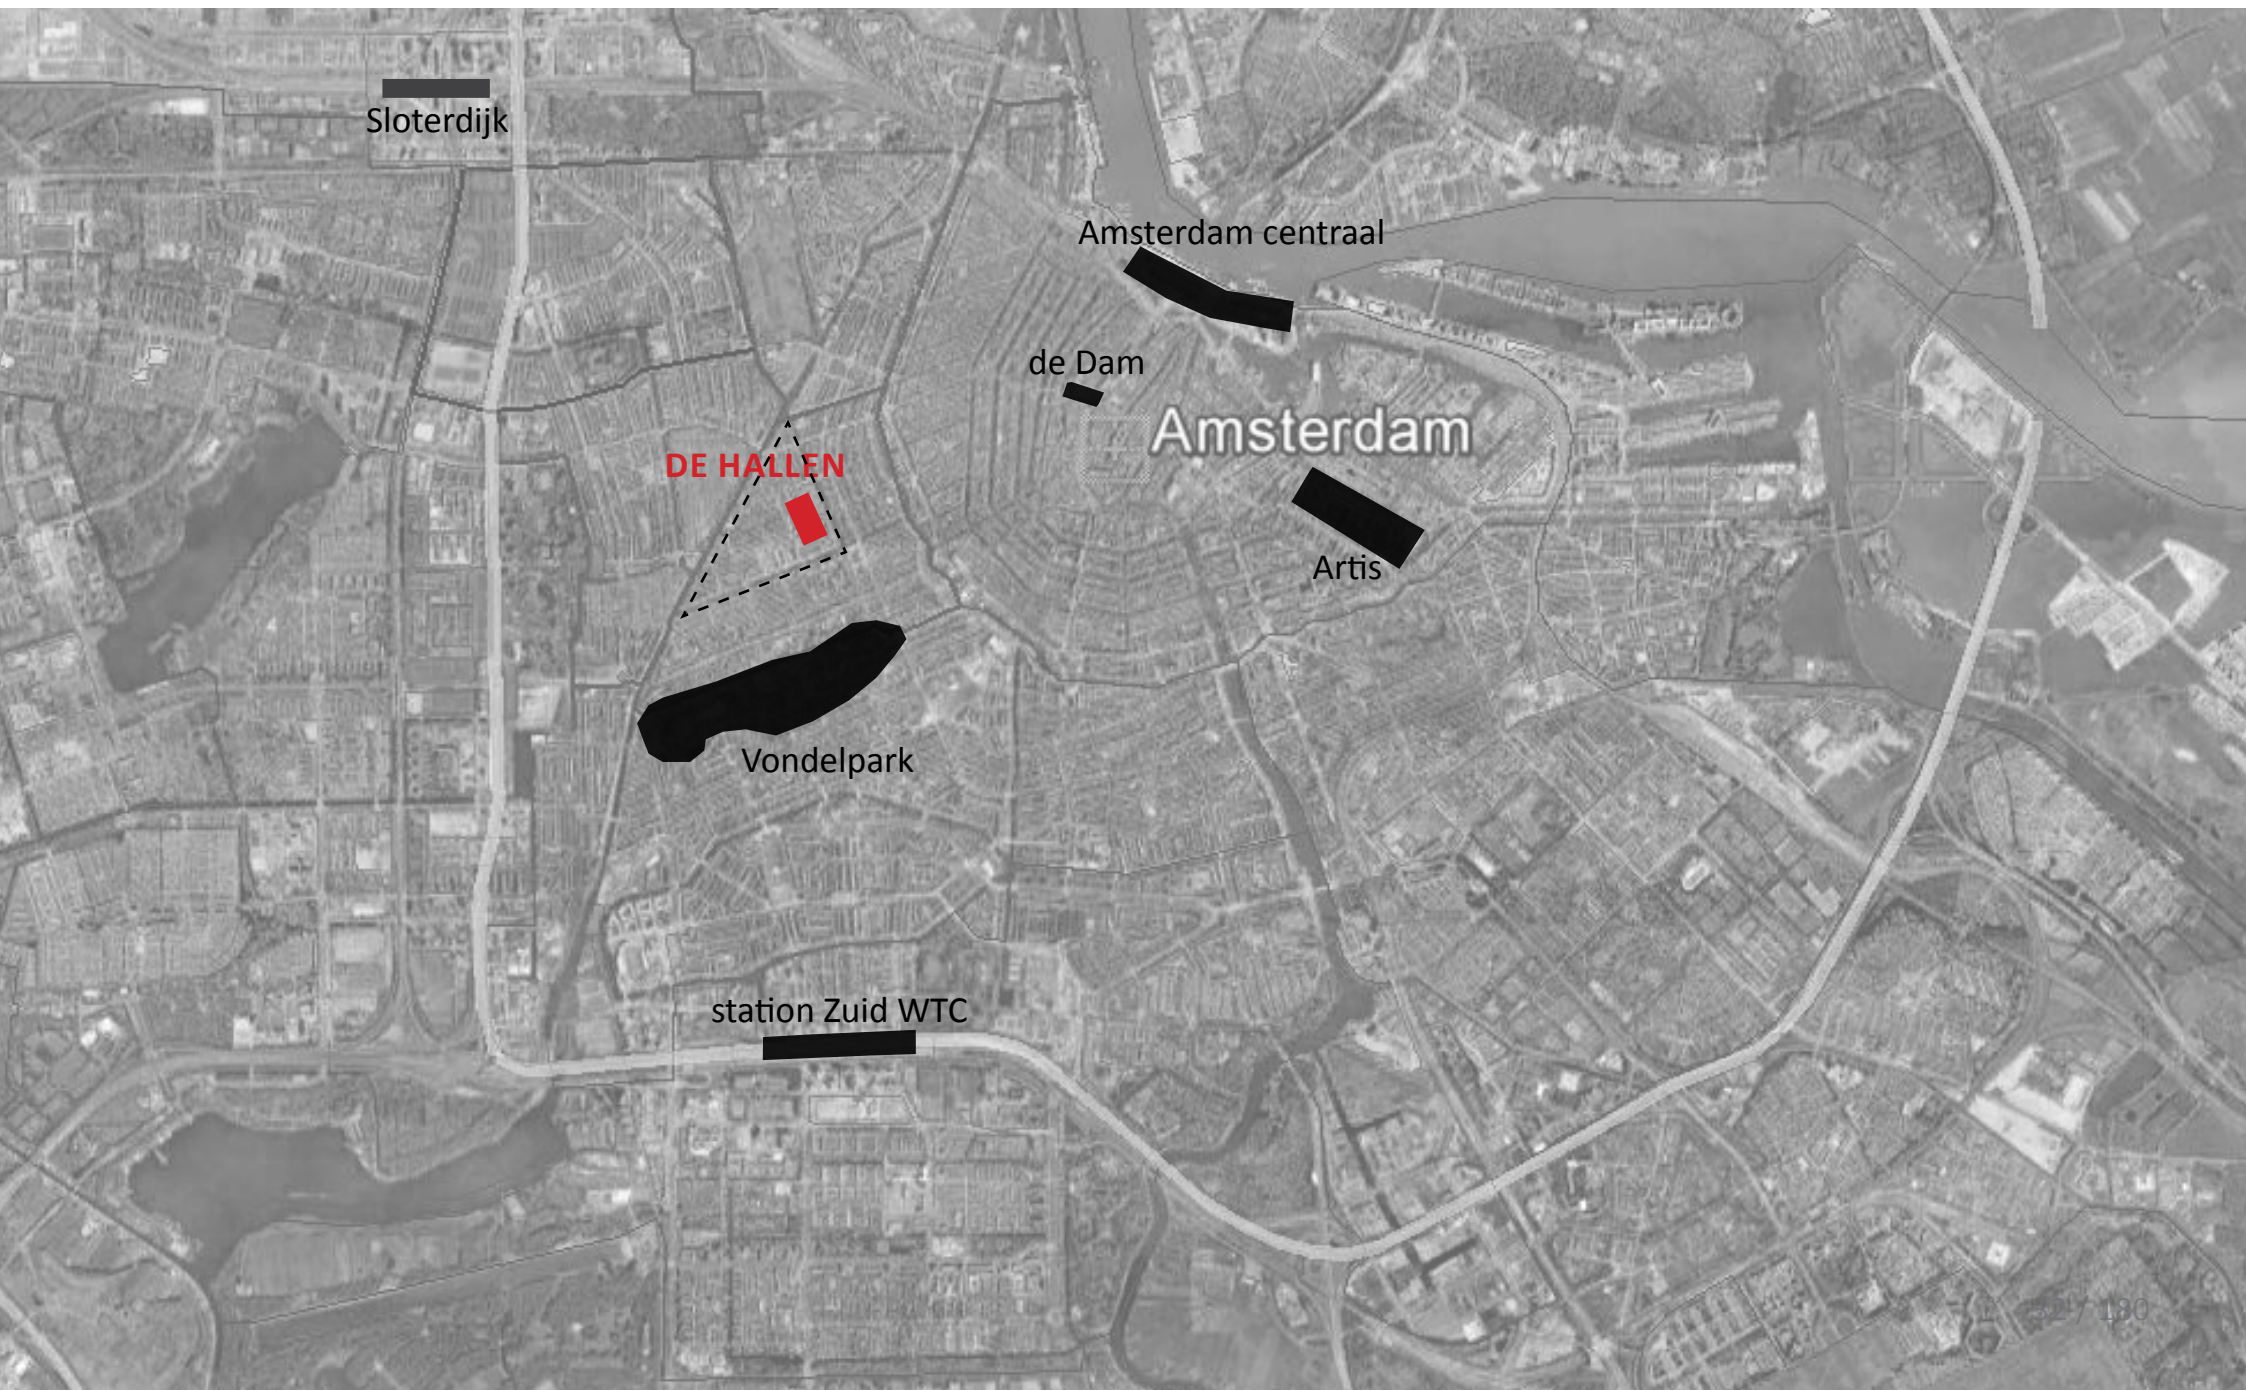 Sloterdijk
Amsterdam centraal
de Dam
Amsterdam
DE HALLEN
Artis
Vondelpark
station Zuid WTC